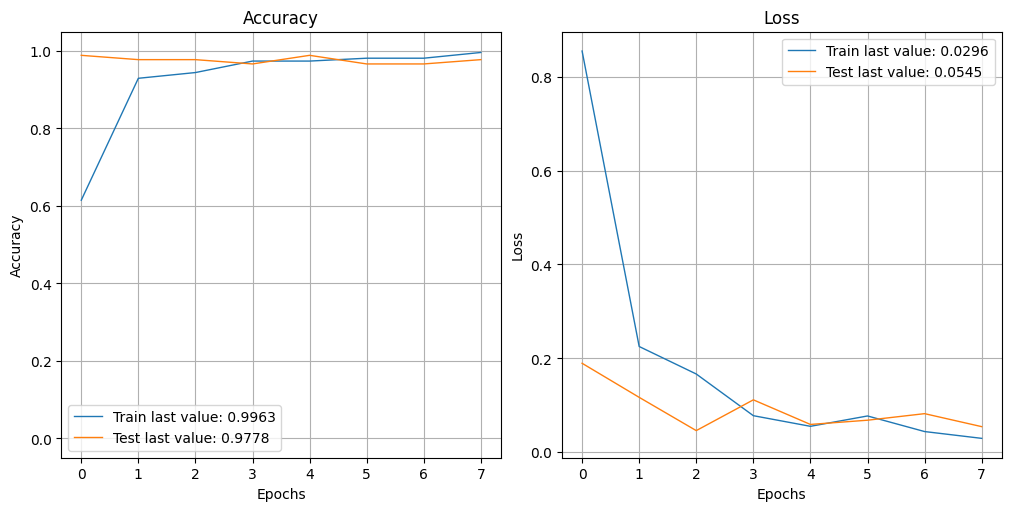 Accuracy
Accuracy
1.0
0.8
0.6
0.4
0.2
0.0
Train last value: 0.9963
Test last value: 0.9778
0 1 2 3 4 5 6 7
Epochs
Loss
Loss
0.8
0.6
0.4
0.2
0.0
Train last value: 0.0296
Test last value: 0.0545
0 1 2 3 4 5 6 7
Epochs